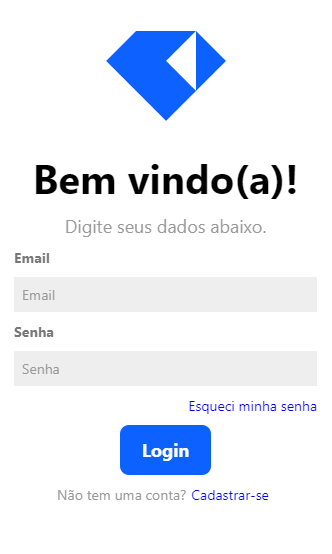 Bem vindo(a)!
Digite seus dados abaixo.
Email
Email
Senha
Senha
Esqueci minha senha
Login
Não tem uma conta? Cadastrar-se